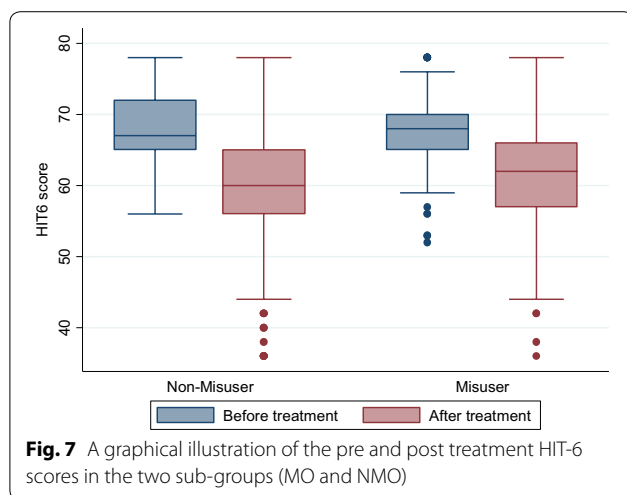 80
70
60
50
40
HIT6 score
Non-Misuser Misuser
Before treatment After treatment
Fig. 7 A graphical illustration of the pre and post treatment HIT-6
scores in the two sub-groups (MO and NMO)